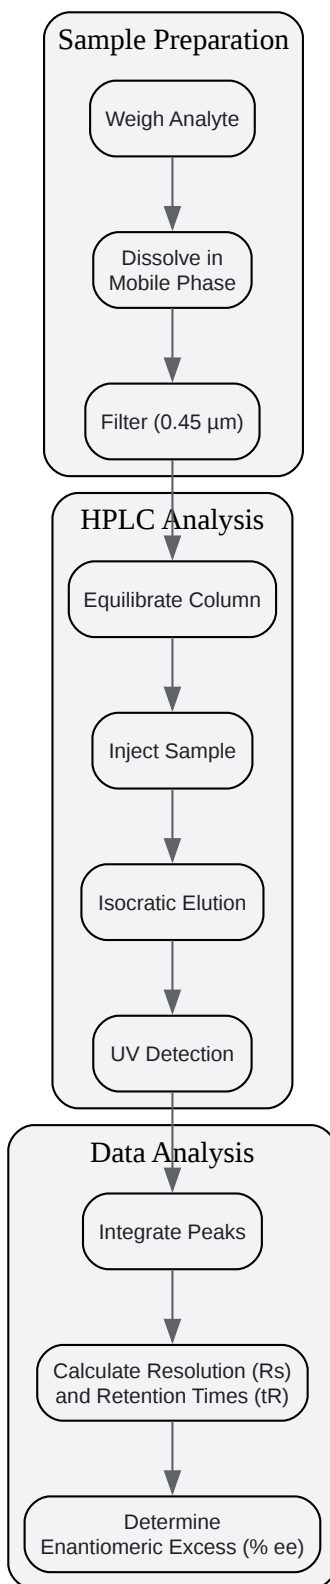 Sample Preparation
Weigh Analyte
Dissolve in
Mobile Phase
Filter (0.45 µm)
HPLC Analysis
Equilibrate Column
Inject Sample
Isocratic Elution
UV Detection
Data Analysis
Integrate Peaks
Calculate Resolution (Rs)
and Retention Times (tR)
Determine
Enantiomeric Excess (% ee)